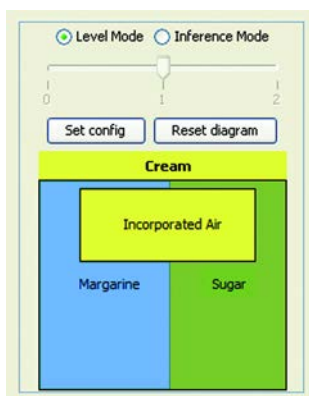 Level Mode Inference Mode
0 1 2
Set config Reset diagram
Cream
Incorporated Air
Margarine Sugar